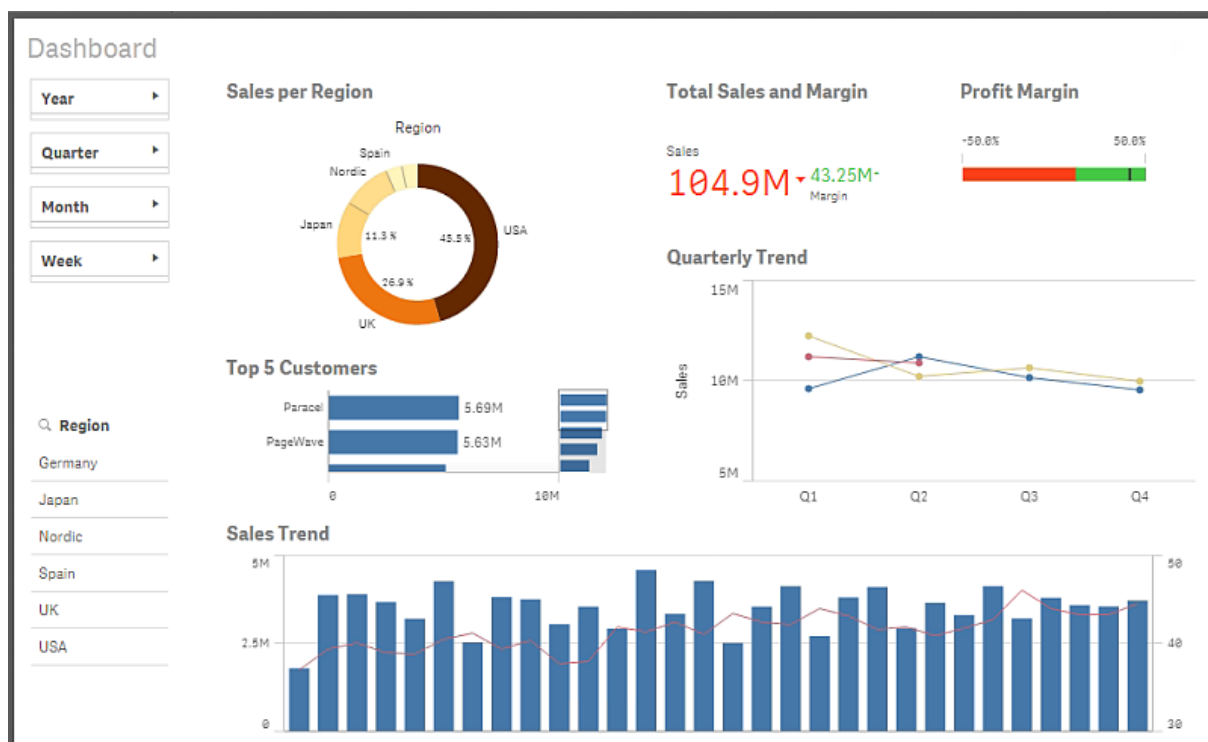 Dashboard
Year
Quarter
Month
Week
Region
Germany
Japan
Nordic
Spain
UK
USA
Sales per Region
Region
Spain
Nordic
Japan
11.3 %
45.5 %
USA
26.9 %
UK
Total Sales and Margin
Sales
104.9M
43.25M
Margin
Profit Margin
-50.0% 50.0%
Top 5 Customers
Paracel 5.69M
PageWave 5.63M
0 10M
Quarterly Trend
15M
10M
5M
Sales
Q1 Q2 Q3 Q4
Sales Trend
5M 50
2.5M 40
0 30